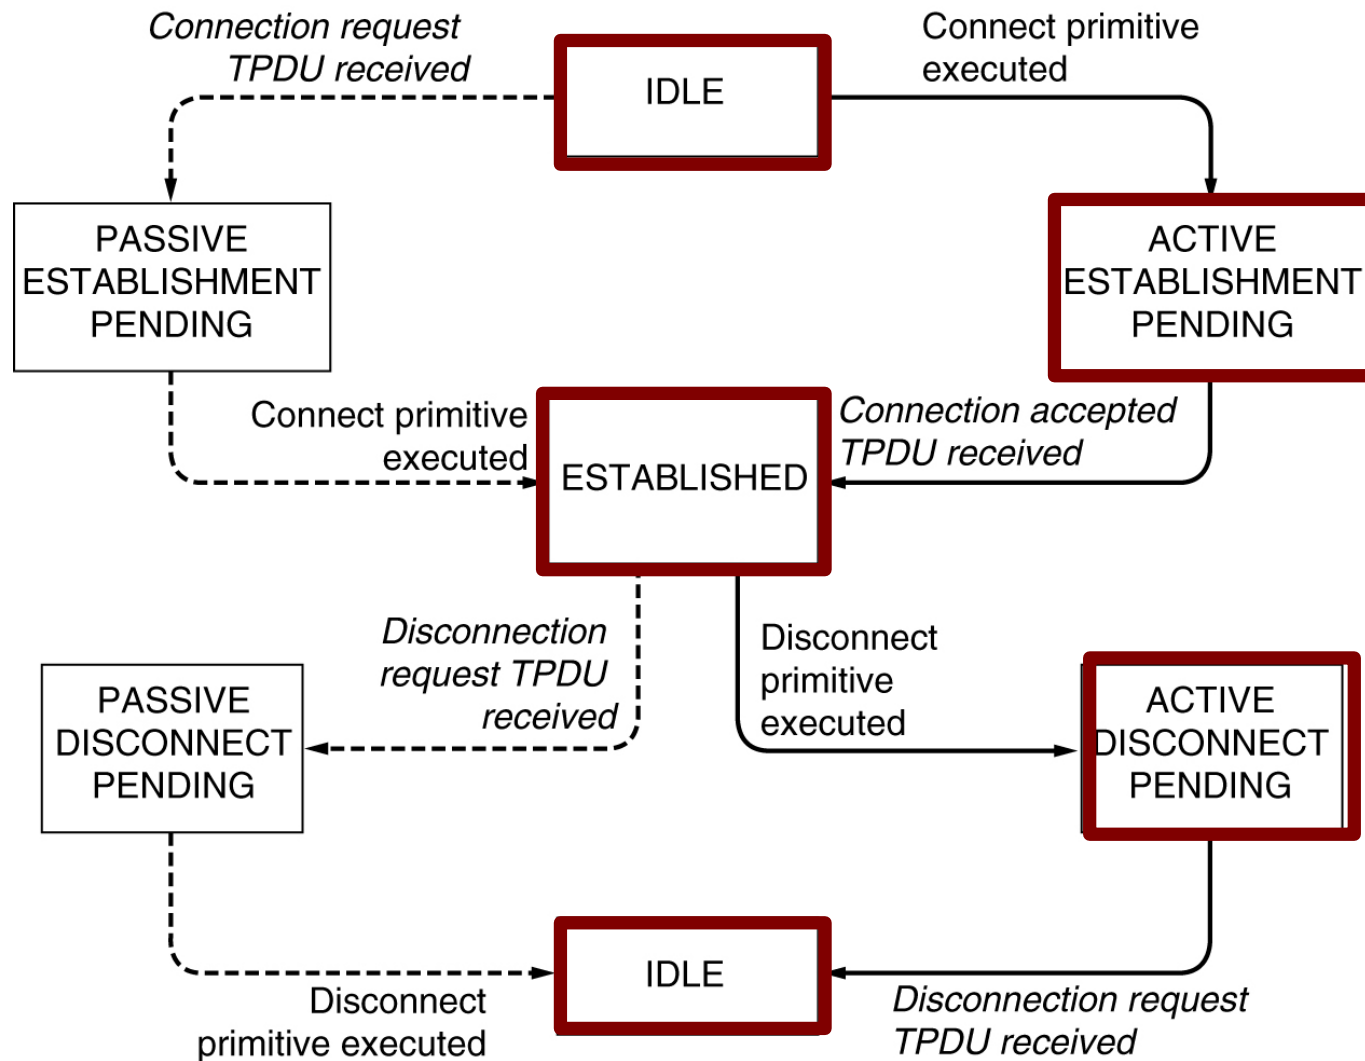 Connection request
TPDU received
IDLE
Connect primitive
executed
PASSIVE
ESTABLISHMENT
PENDING
ACTIVE
ESTABLISHMENT
PENDING
Connect primitive
executed
ESTABLISHED
Connection accepted
TPDU received
Disconnection
request TPDU
received
Disconnect
primitive
executed
PASSIVE
DISCONNECT
PENDING
ACTIVE
DISCONNECT
PENDING
Disconnect
primitive executed
IDLE
Disconnection request
TPDU received